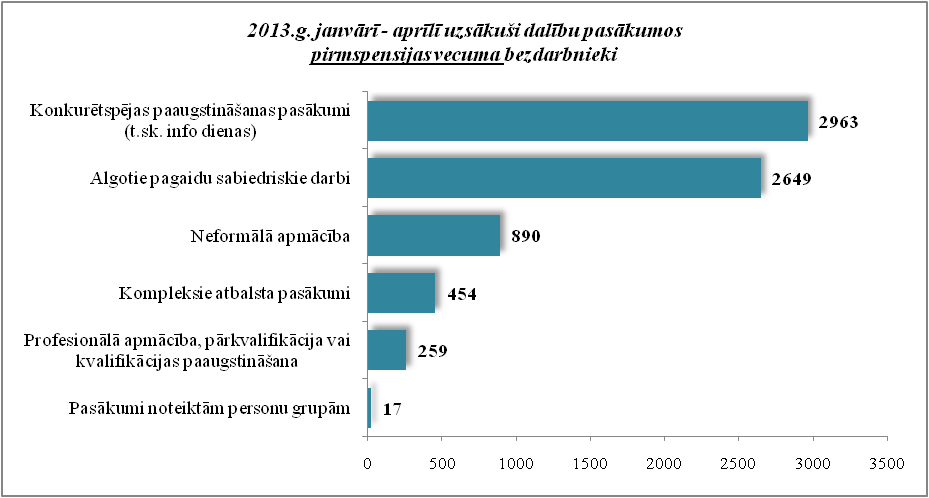 2013.g. janvārī - aprīlī uzsākuši dalību pasākumos
pirmspensijas vecuma bezdarbnieki
Konkurētspējas paaugstināšanas pasākumi
(t.sk. info dienas)
2963
Algotie pagaidu sabiedriskie darbi
2649
Neformālā apmācība
890
Kompleksie atbalsta pasākumi
454
Profesionālā apmācība, pārkvalifikācija vai
kvalifikācijas paaugstināšana
259
Pasākumi noteiktām personu grupām
17
0 500 1000 1500 2000 2500 3000 3500